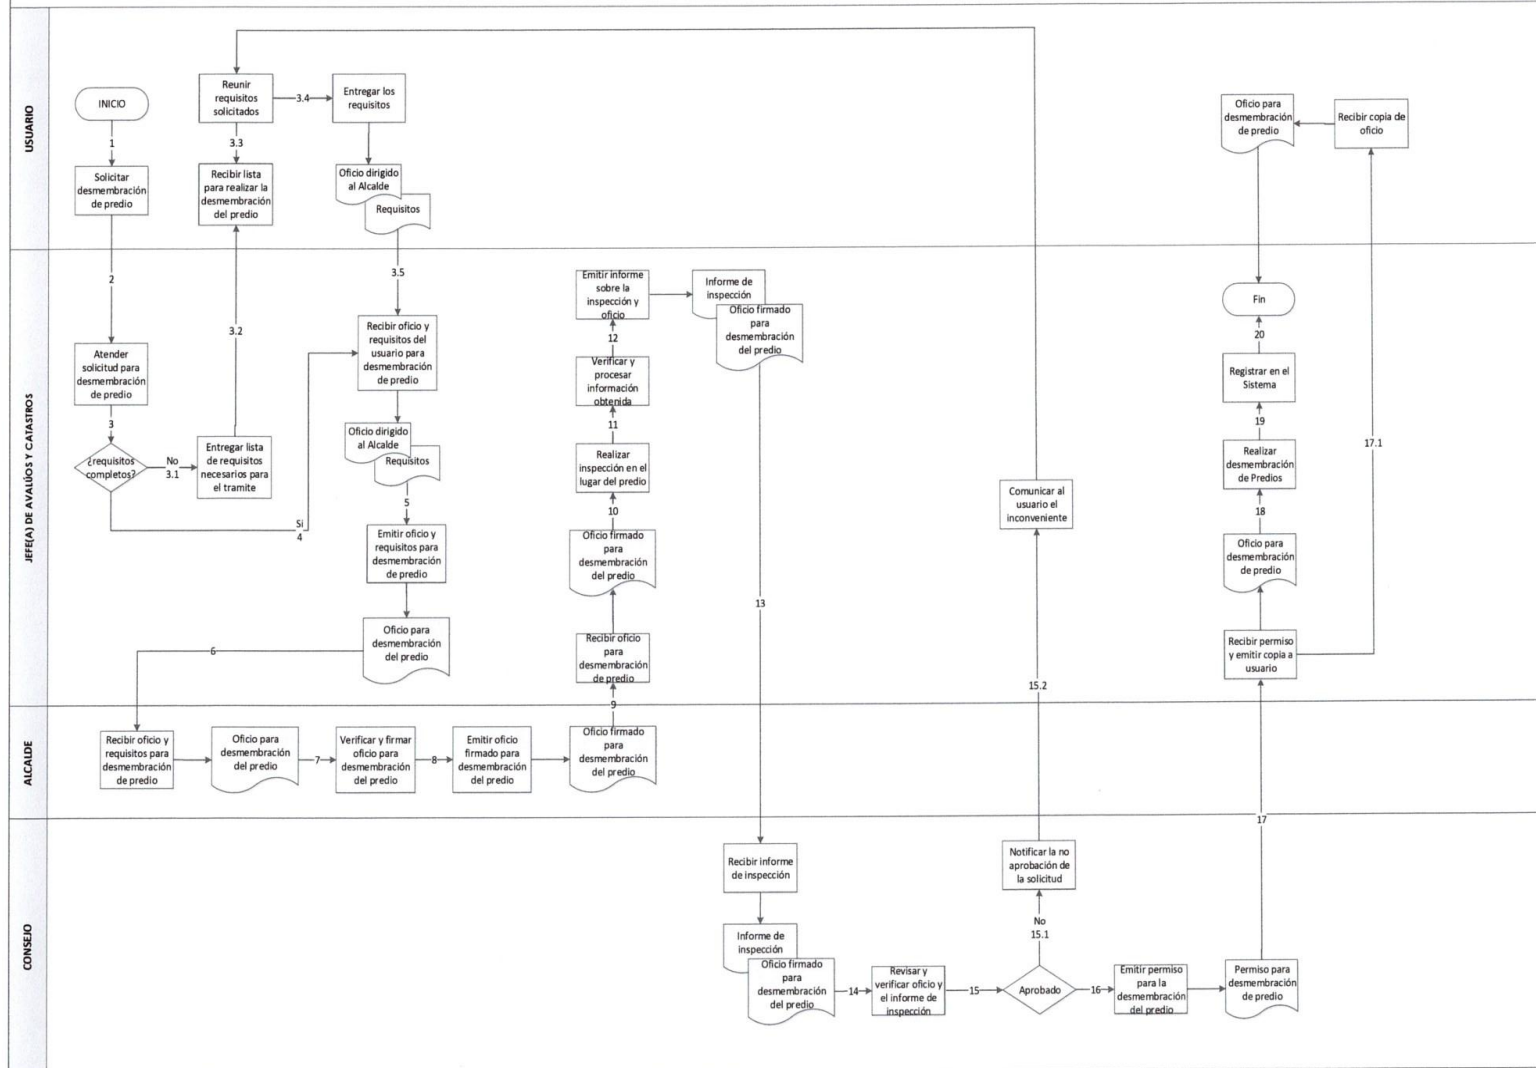 USUARIO
INICIO
1
Solicitar
desmembración
de predio
Reunir
requisitos
solicitados
3.4
Entregar los
requisitos
3.3
Recibir lista
para realizar la
desmembración
del predio
Oficio dirigido
al Alcalde
Requisitos
Oficio para
desmembración
de predio
Recibir copia de
oficio
JEFE(A) DE AVALÚOS Y CATASTROS
2
Atender
solicitud para
desmembración
de predio
3
¿requisitos
completos?
No
3.1
Entregar lista
de requisitos
necesarios para
el tramite
3.2
Si
4
3.5
Recibir oficio y
requisitos del
usuario para
desmembración
de predio
Oficio dirigido
al Alcalde
Requisitos
5
Emitir oficio y
requisitos para
desmembración
de predio
Oficio para
desmembración
del predio
6
Emitir informe
sobre la
inspección y
oficio
12
Verificar y
procesar
información
obtenida
11
Realizar
inspección en el
lugar del predio
10
Oficio firmado
para
desmembración
del predio
Recibir oficio
para
desmembración
de predio
9
Informe de
inspección
Oficio firmado
para
desmembración
del predio
13
Comunicar al
usuario el
inconveniente
15.2
Fin
20
Registrar en el
Sistema
19
Realizar
desmembración
de Predios
18
Oficio para
desmembración
de predio
Recibir permiso
y emitir copia a
usuario
17.1
ALCALDE
Recibir oficio y
requisitos para
desmembración
de predio
Oficio para
desmembración
del predio
7
Verificar y firmar
oficio para
desmembración
del predio
8
Emitir oficio
firmado para
desmembración
del predio
Oficio firmado
para
desmembración
del predio
17
CONSEJO
Recibir informe
de inspección
Informe de
inspección
Oficio firmado
para
desmembración
del predio
14
Revisar y
verificar oficio y
el informe de
inspección
15
Aprobado
No
15.1
Notificar la no
aprobación de
la solicitud
16
Emitir permiso
para la
desmembración
del predio
Permiso para
desmembración
de predio